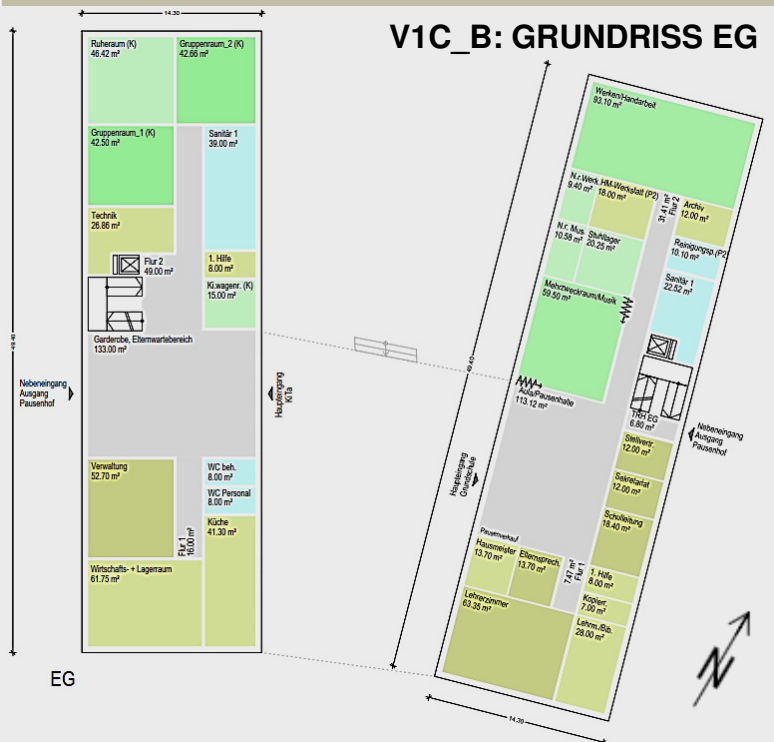 V1C_B: GRUNDRISS EG
14.30
49.40
Ruheraum (K)
46.42 m²
Gruppenraum_2 (K)
42.66 m²
Gruppenraum_1 (K)
42.50 m²
Sanitär 1
39.00 m²
Technik
26.86 m²
Flur 2
49.00 m²
1. Hilfe
8.00 m²
Ki.wagenr. (K)
15.00 m²
Garderobe, Elternwartebereich
133.00 m²
Nebeneingang
Ausgang
Pausenhof
Haupteingang
KiTa
Verwaltung
52.70 m²
WC beh.
8.00 m²
WC Personal
8.00 m²
Flur 1
16.00 m²
Küche
41.30 m²
Wirtschafts- + Lagerraum
61.75 m²
EG
49.40
Werken/Handarbeit
93.10 m²
N.r.Werk.
9.40 m²
HM-Werkstatt (P2)
18.00 m²
Flur 2
31.41 m²
Archiv
12.00 m²
N.r. Mus.
10.58 m²
Stuhllager
20.25 m²
Reinigungsp.(P2)
10.10 m²
Sanitär 1
22.52 m²
Mehrzweckraum/Musik
59.50 m²
Aula/Pausenhalle
113.12 m²
TRH EG
6.80 m²
Nebeneingang
Ausgang
Pausenhof
Stellvertr.
12.00 m²
Sekretariat
12.00 m²
Schulleitung
18.40 m²
Haupteingang
Grundschule
Pausenverkauf
Hausmeister
13.70 m²
Elternsprech.
13.70 m²
Flur 1
7.47 m²
1. Hilfe
8.00 m²
Kopierr.
7.00 m²
Lehrerzimmer
63.35 m²
Lehrm./Bib.
28.00 m²
14.30
N